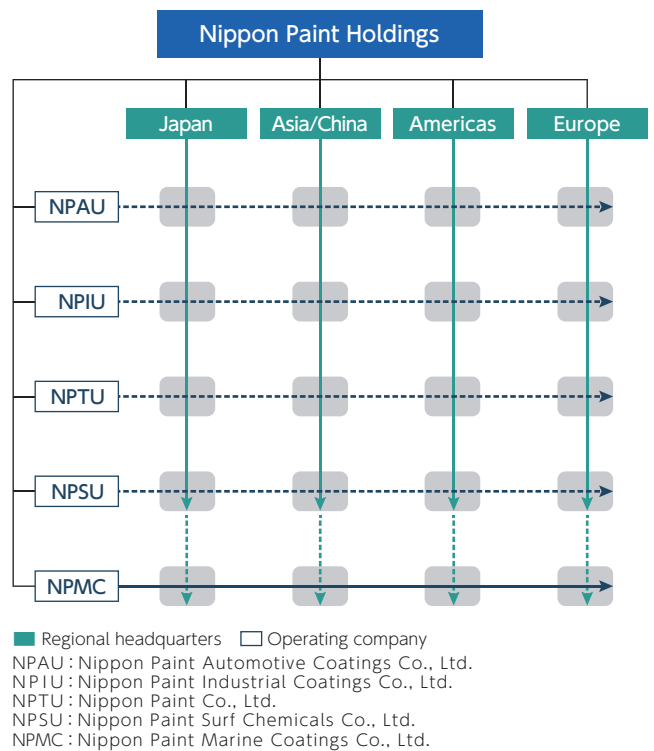 Nippon Paint Holdings
Japan
Asia/China
Americas
Europe
NPAU
NPIU
NPTU
NPSU
NPMC
Regional headquarters
Operating company
NPAU：Nippon Paint Automotive Coatings Co., Ltd.
NPIU：Nippon Paint Industrial Coatings Co., Ltd.
NPTU：Nippon Paint Co., Ltd.
NPSU：Nippon Paint Surf Chemicals Co., Ltd.
NPMC：Nippon Paint Marine Coatings Co., Ltd.